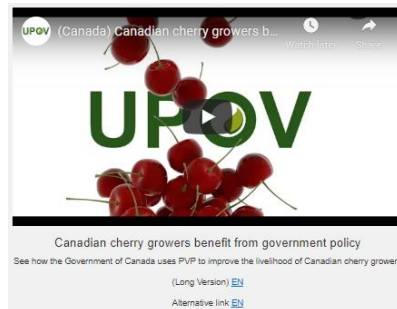 UPOV (Canada) Canadian cherry growers b...
Watch later Share
UPOV
Canadian cherry growers benefit from government policy
See how the Government of Canada uses PVP to improve the livelihood of Canadian cherry grower
(Long Version) EN
Alternative link EN